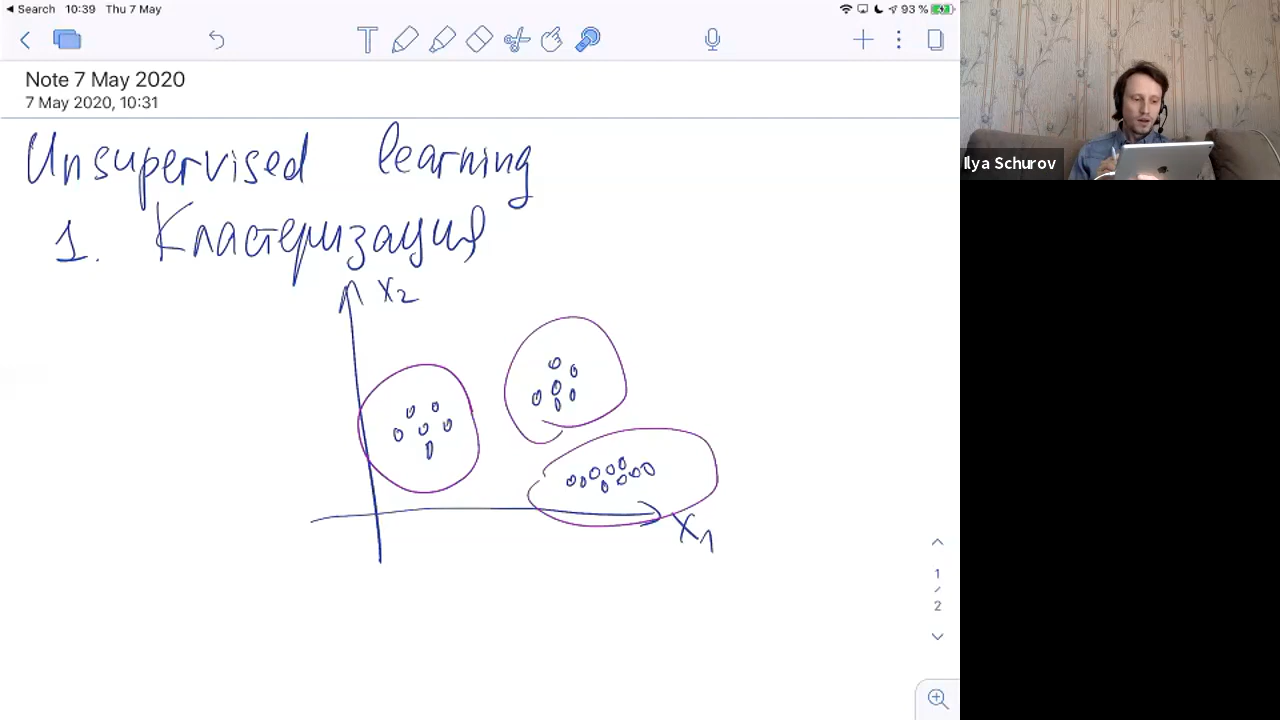 Search 10:39 Thu 7 May 93 %
Note 7 May 2020
7 May 2020, 10:31
Unsupervised learning
1. Кластеризация
x2
x1
1
/
2
Ilya Schurov